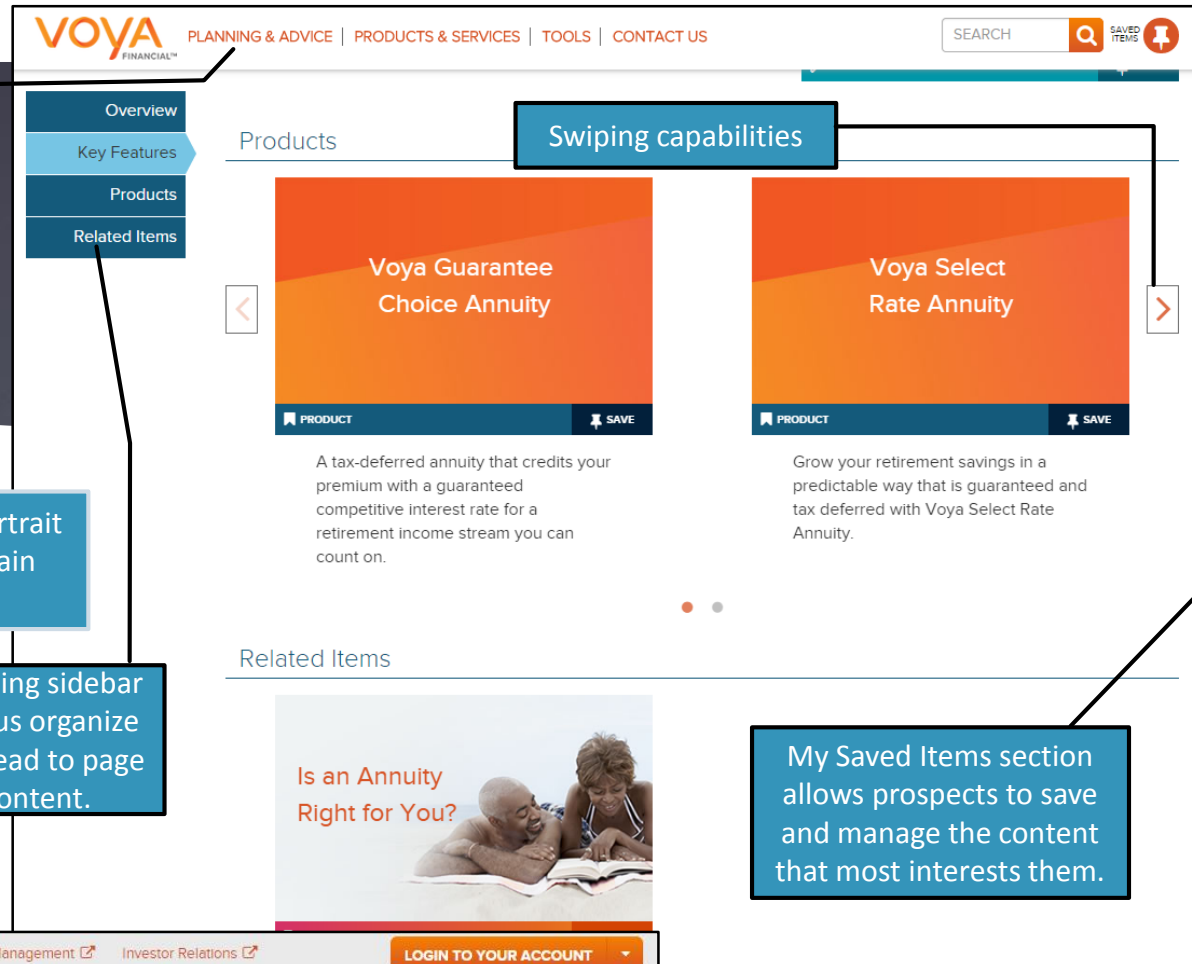 VOYA
FINANCIAL™
PLANNING & ADVICE | PRODUCTS & SERVICES | TOOLS | CONTACT US
SEARCH
SAVED
ITEMS
Overview
Key Features
Products
Related Items
Products
Swiping capabilities
Voya Guarantee
Choice Annuity
PRODUCT
SAVE
A tax-deferred annuity that credits your
premium with a guaranteed
competitive interest rate for a
retirement income stream you can
count on.
Voya Select
Rate Annuity
PRODUCT
SAVE
Grow your retirement savings in a
predictable way that is guaranteed and
tax deferred with Voya Select Rate
Annuity.
sidebar
organize
to page
Related Items
Is an Annuity
Right for You?
My Saved Items section
allows prospects to save
and manage the content
that most interests them.
Investor Relations
LOGIN TO YOUR ACCOUNT